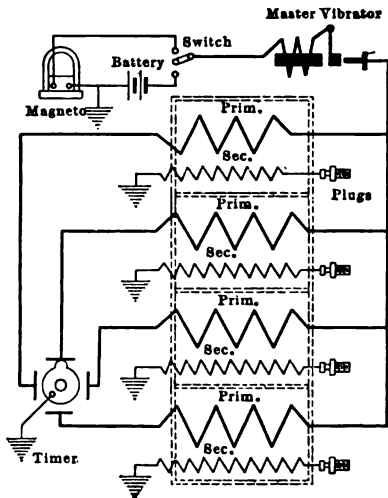 Master Vibrator
Switch
Battery
Magneto
Prim.
Sec.
Plugs
Prim.
Sec.
Prim.
Sec.
Prim.
Sec.
Timer